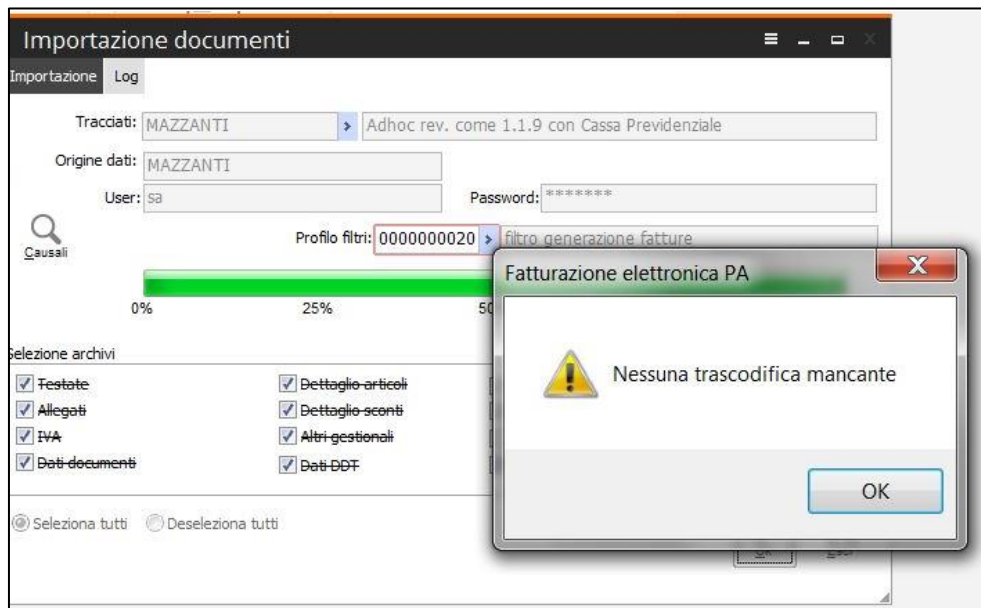 Importazione documenti
Importazione Log
Tracciati: MAZZANTI Adhoc rev. come 1.1.9 con Cassa Previdenziale
Origine dati: MAZZANTI
User: sa Password: *******
Causali
Profilo filtri: 0000000020 filtro generazione fatture
Fatturazione elettronica PA
0% 25%
Nessuna trascodifica mancante
Selezione archivi
Testate Dettaglio articoli
Allegati Dettaglio sconti
IVA Altri gestionali
Dati documenti Dati DDT
OK
Seleziona tutti Deseleziona tutti